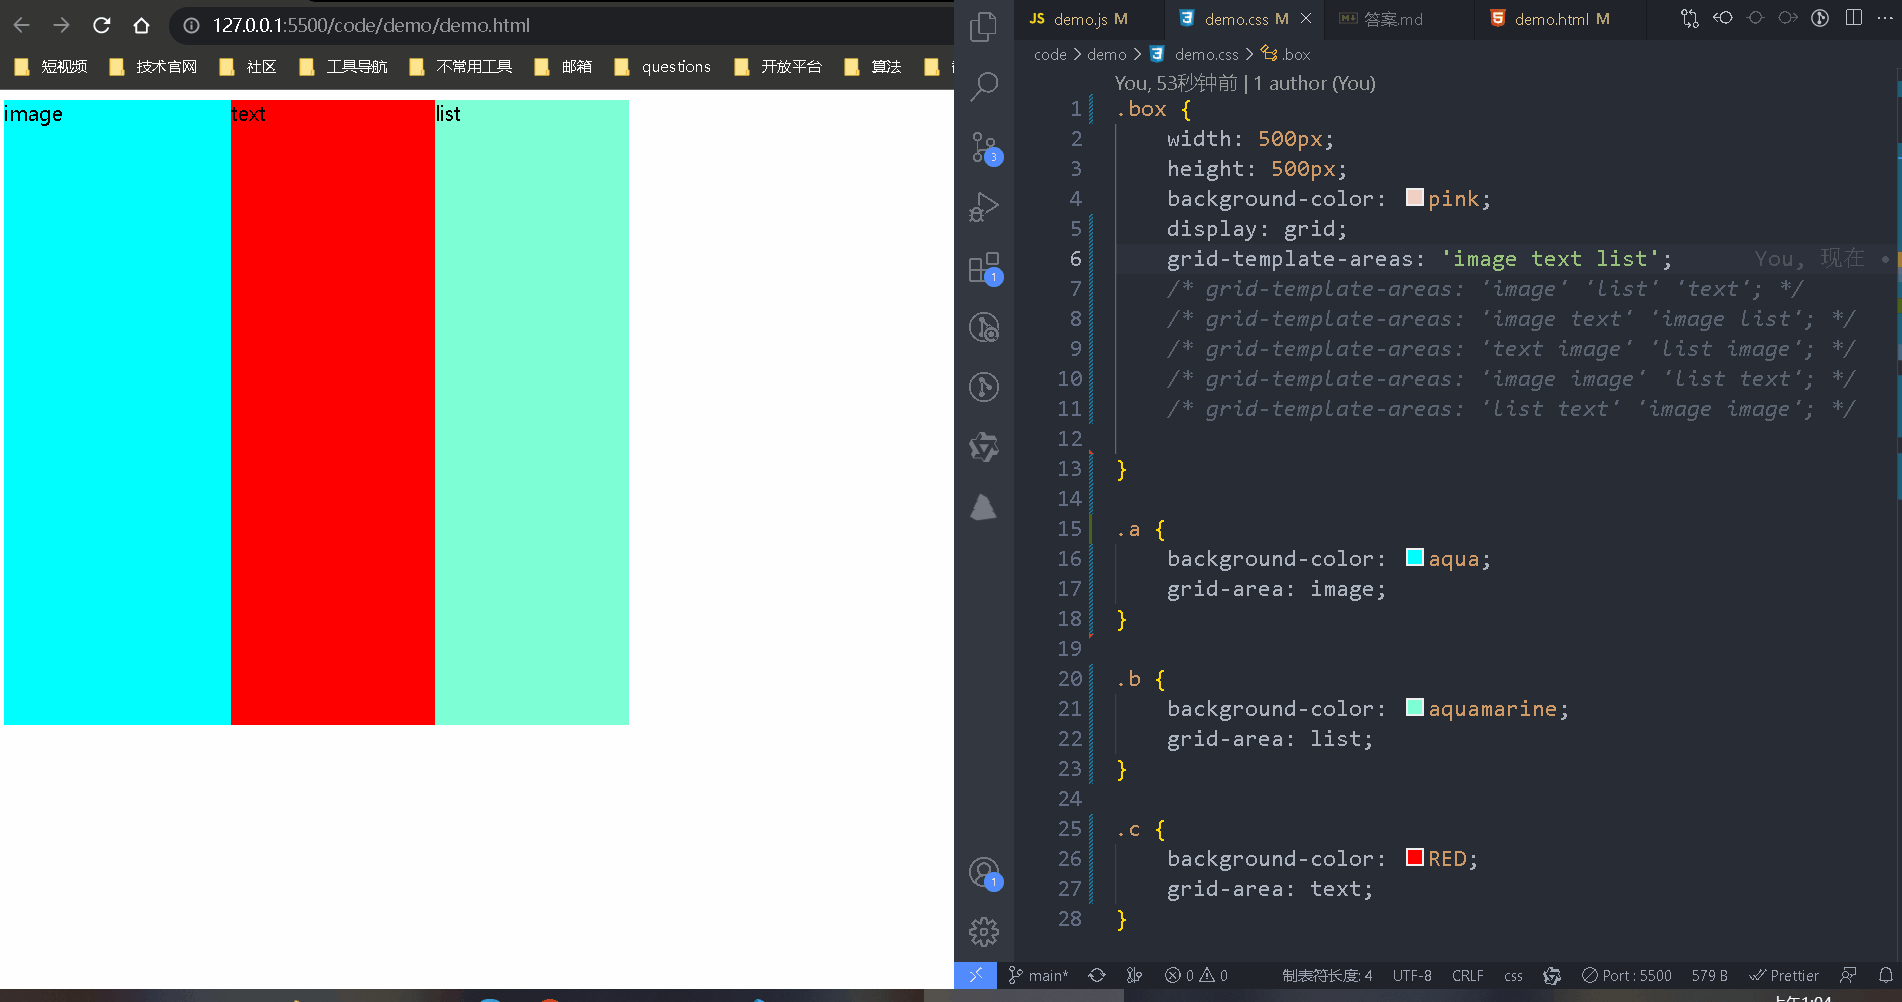 127.0.0.1:5500/code/demo/demo.html
短视频 技术官网 社区 工具导航 不常用工具 邮箱 questions 开放平台 算法
image text list
JS demo.js M demo.css M 答案.md demo.html M
code demo demo.css .box
You, 53秒钟前 | 1 author (You)
1 .box {
2 width: 500px;
3 height: 500px;
4 background-color: pink;
5 display: grid;
6 grid-template-areas: 'image text list'; You, 现在 •
7 /* grid-template-areas: 'image' 'list' 'text'; */
8 /* grid-template-areas: 'image text' 'image list'; */
9 /* grid-template-areas: 'text image' 'list image'; */
10 /* grid-template-areas: 'image image' 'list text'; */
11 /* grid-template-areas: 'list text' 'image image'; */
12
13 }
14
15 .a {
16 background-color: aqua;
17 grid-area: image;
18 }
19
20 .b {
21 background-color: aquamarine;
22 grid-area: list;
23 }
24
25 .c {
26 background-color: RED;
27 grid-area: text;
28 }
3
1
1
main* 0 0 制表符长度: 4 UTF-8 CRLF css Port : 5500 579 B Prettier